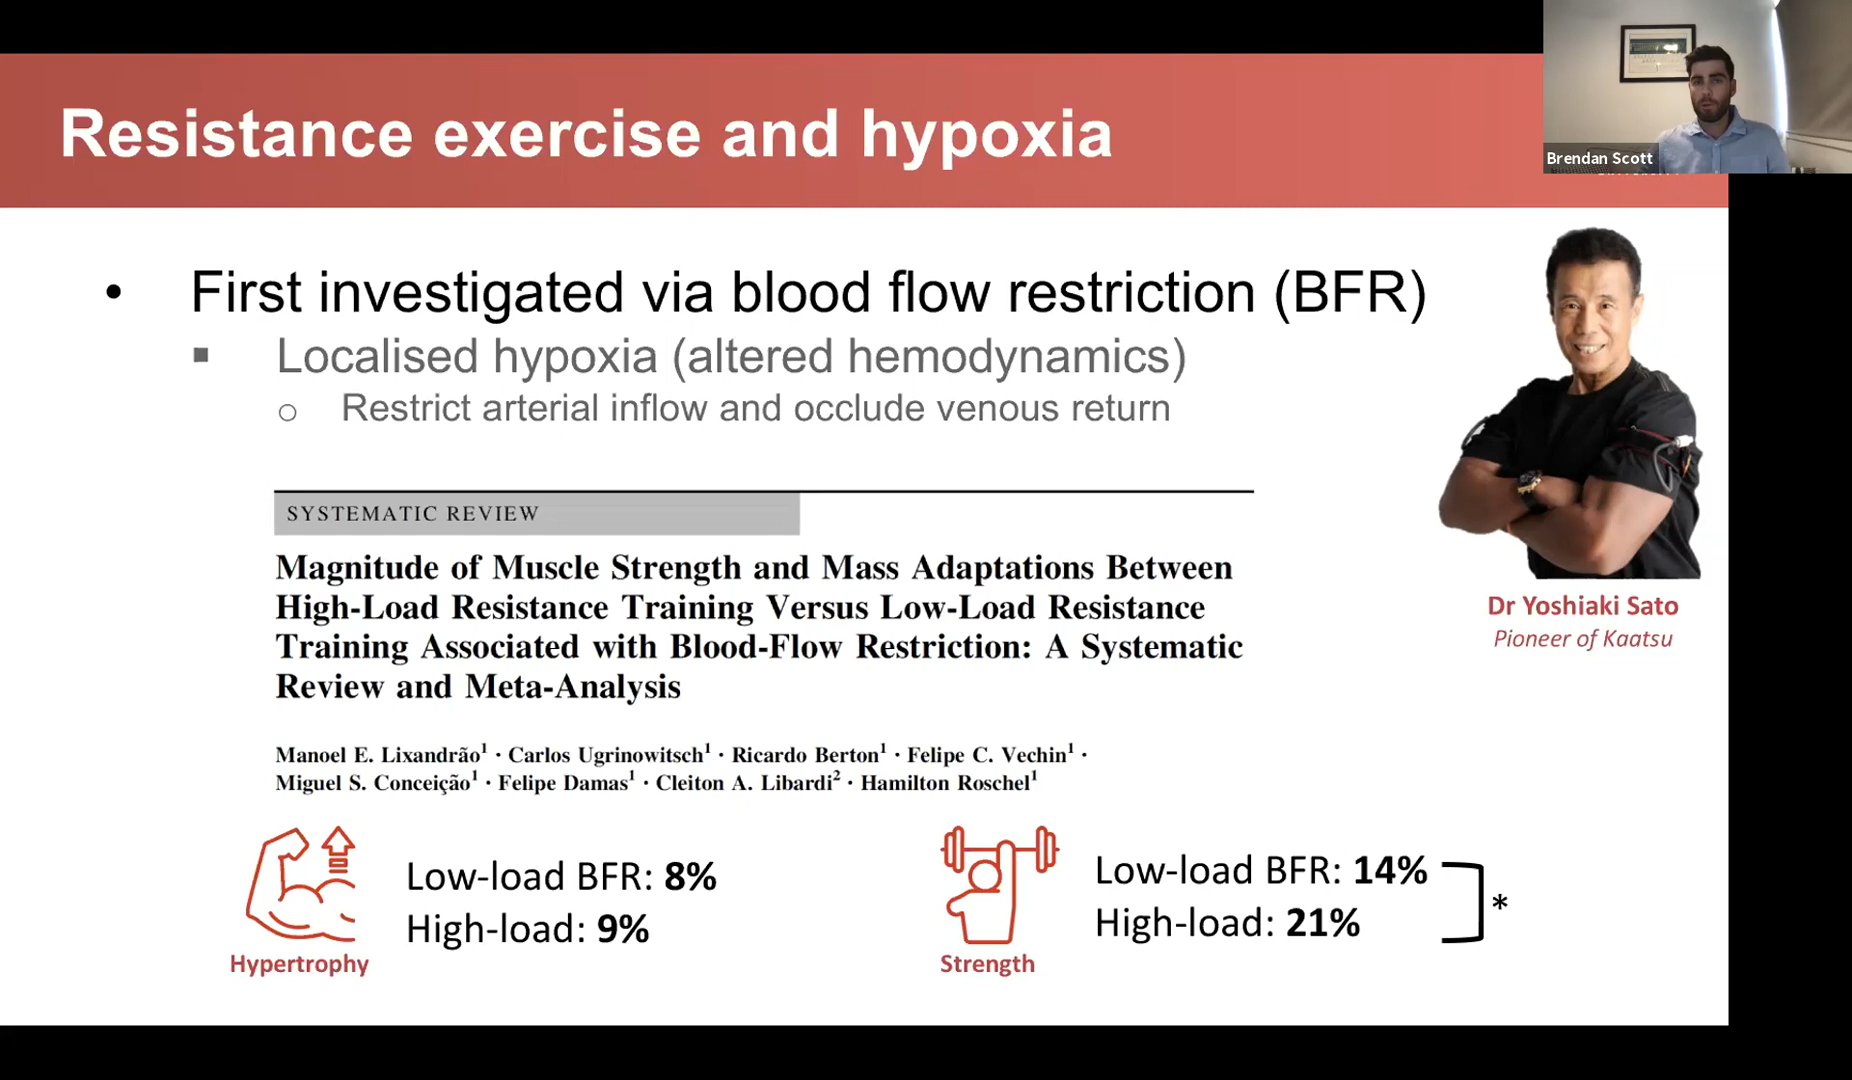 Resistance exercise and hypoxia
Brendan Scott
• First investigated via blood flow restriction (BFR)
▪ Localised hypoxia (altered hemodynamics)
○ Restrict arterial inflow and occlude venous return
SYSTEMATIC REVIEW
Magnitude of Muscle Strength and Mass Adaptations Between
High-Load Resistance Training Versus Low-Load Resistance
Training Associated with Blood-Flow Restriction: A Systematic
Review and Meta-Analysis
Manoel E. Lixandrão¹ · Carlos Ugrinowitsch¹ · Ricardo Berton¹ · Felipe C. Vechin¹ ·
Miguel S. Conceição¹ · Felipe Damas¹ · Cleiton A. Libardi² · Hamilton Roschel¹
Dr Yoshiaki Sato
Pioneer of Kaatsu
Low-load BFR: 8%
High-load: 9%
Hypertrophy
Low-load BFR: 14%
High-load: 21%
*
Strength